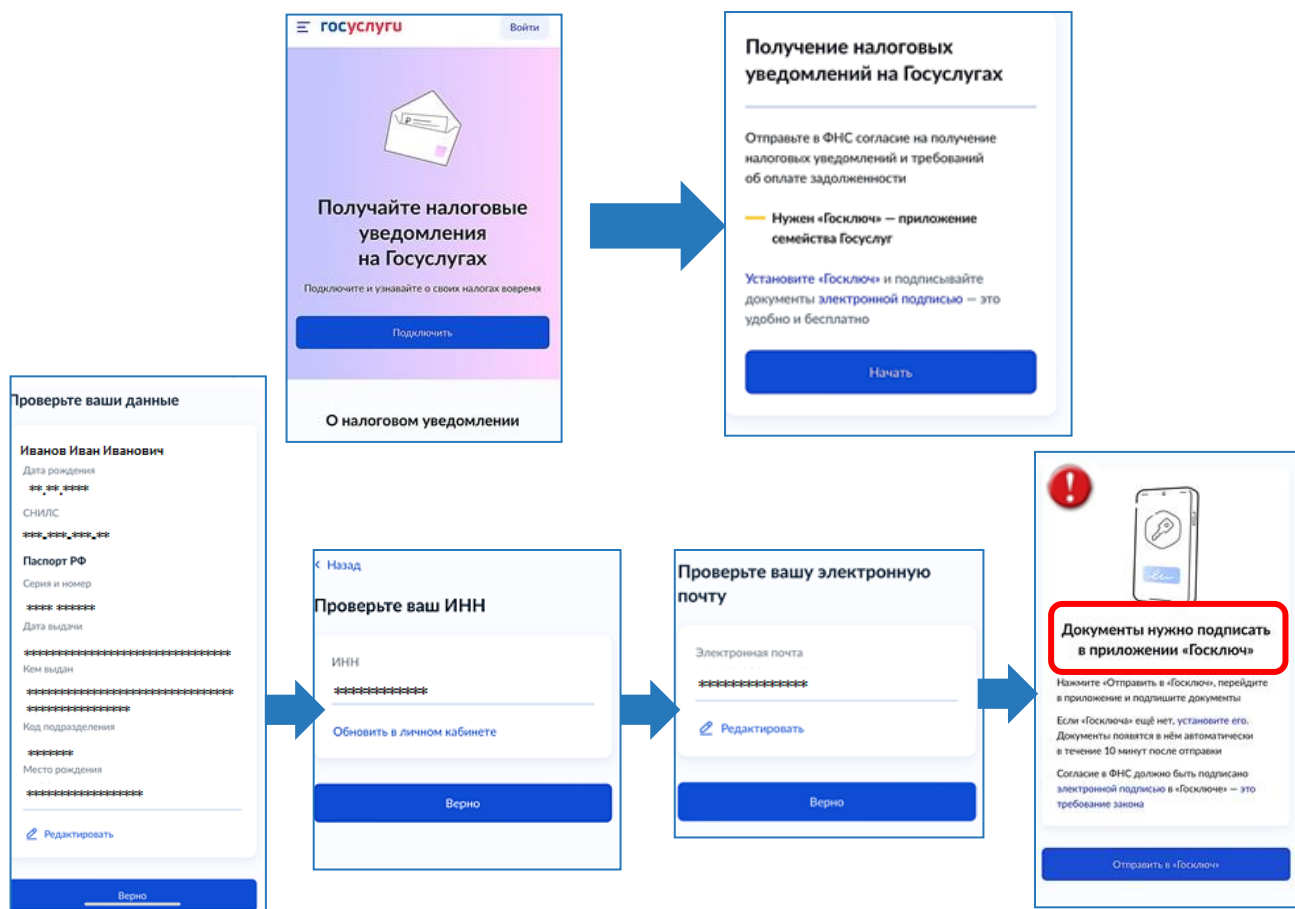 госуслуги
Войти
Получайте налоговые
уведомления
на Госуслугах
Подключите и узнавайте о своих налогах вовремя
Подключить
О налоговом уведомлении
Получение налоговых
уведомлений на Госуслугах
Отправьте в ФНС согласие на получение
налоговых уведомлений и требований
об оплате задолженности
Нужен «Госключ» — приложение
семейства Госуслуг
Установите «Госключ» и подписывайте
документы электронной подписью — это
удобно и бесплатно
Начать
Проверьте ваши данные
Иванов Иван Иванович
Дата рождения
**.**.****
СНИЛС
***-***-***-**
Паспорт РФ
Серия и номер
**** ******
Дата выдачи
Кем выдан
Код подразделения
*******
Место рождения
Редактировать
Верно
Назад
Проверьте ваш ИНН
ИНН
Обновить в личном кабинете
Верно
Проверьте вашу электронную
почту
Электронная почта
Редактировать
Верно
Документы нужно подписать
в приложении «Госключ»
Нажмите «Отправить в «Госключ», перейдите
в приложение и подпишите документы
Если «Госключа» ещё нет, установите его.
Документы появятся в нём автоматически
в течение 10 минут после отправки
Согласие в ФНС должно быть подписано
электронной подписью в «Госключе» — это
требование закона
Отправить в «Госключ»